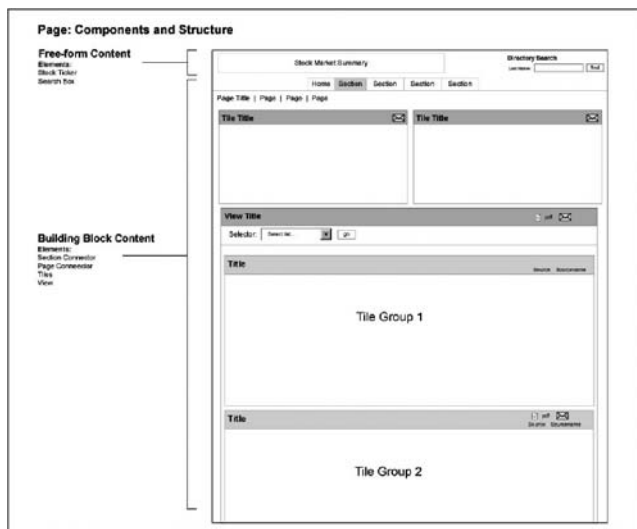 Page: Components and Structure
Free-form Content
Elements:
Stock Ticker
Search Box
Stock Market Summary
Directory Search
Last Name:
Find
Home Section Section Section Section
Page Title | Page | Page | Page
Tile Title
Tile Title
View Title
pdf
Selector: Select list... go
Building Block Content
Elements:
Section Connector
Page Connector
Tiles
View
Title
Source Sourcename
Tile Group 1
Title
pdf
Source Sourcename
Tile Group 2